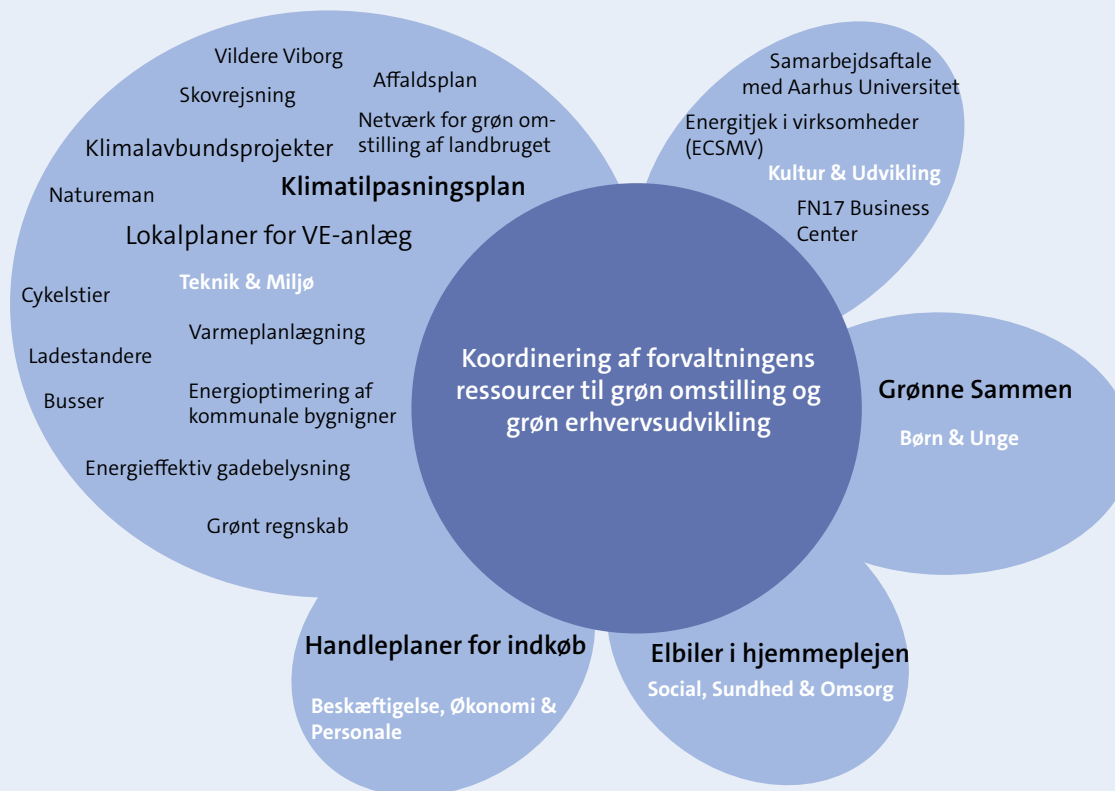 Vildere Viborg
Affaldsplan
Skovrejsning
Netværk for grøn om-
stilling af landbruget
Klimalavbundsprojekter
Klimatilpasningsplan
Natureman
Lokalplaner for VE-anlæg
Teknik & Miljø
Cykelstier
Varmeplanlægning
Ladestandere
Energioptimering af
kommunale bygnigner
Busser
Energieffektiv gadebelysning
Grønt regnskab
Samarbejdsaftale
med Aarhus Universitet
Energitjek i virksomheder
(ECSMV)
Kultur & Udvikling
FN17 Business
Center
Koordinering af forvaltningens
ressourcer til grøn omstilling og
grøn erhvervsudvikling
Grønne Sammen
Børn & Unge
Handleplaner for indkøb
Beskæftigelse, Økonomi &
Personale
Elbiler i hjemmeplejen
Social, Sundhed & Omsorg